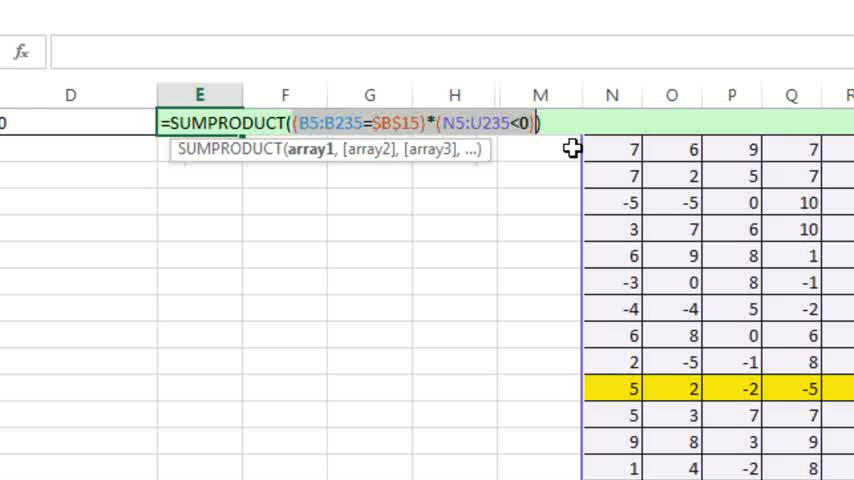 fx
D E F G H M N O P Q R
0 =SUMPRODUCT((B5:B235=$B$15)*(N5:U235<0))
SUMPRODUCT(array1, [array2], [array3], ...)
7 6 9 7
7 2 5 7
-5 -5 0 10
3 7 6 10
6 9 8 1
-3 0 8 -1
-4 -4 5 -2
6 8 0 6
2 -5 -1 8
5 2 -2 -5
5 3 7 7
9 8 3 9
1 4 -2 8